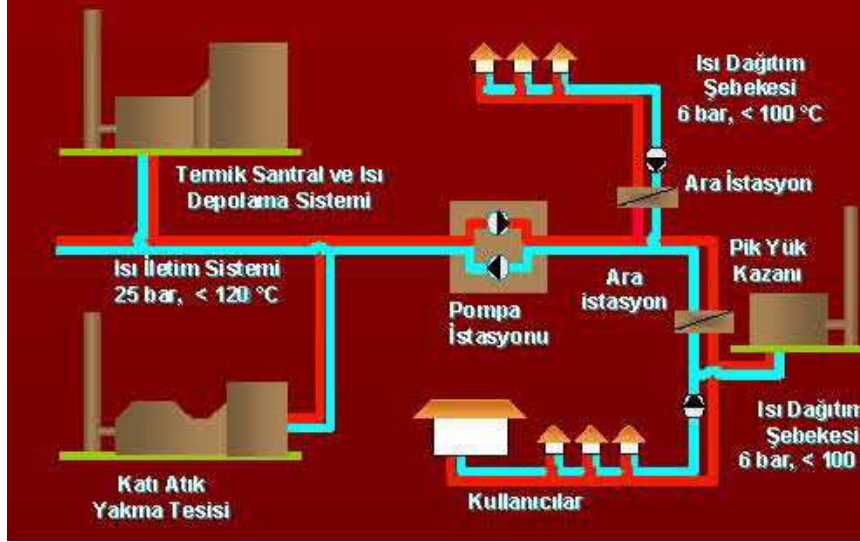 Isı Dağıtım
Şebekesi
6 bar, < 100 °C
Termik Santral ve Isı
Depolama Sistemi
Ara İstasyon
Isı İletim Sistemi
25 bar, < 120 °C
Pompa
İstasyonu
Ara
istasyon
Pik Yük
Kazanı
Isı Dağıtım
Şebekesi
6 bar, < 100
Katı Atık
Yakma Tesisi
Kullanıcılar